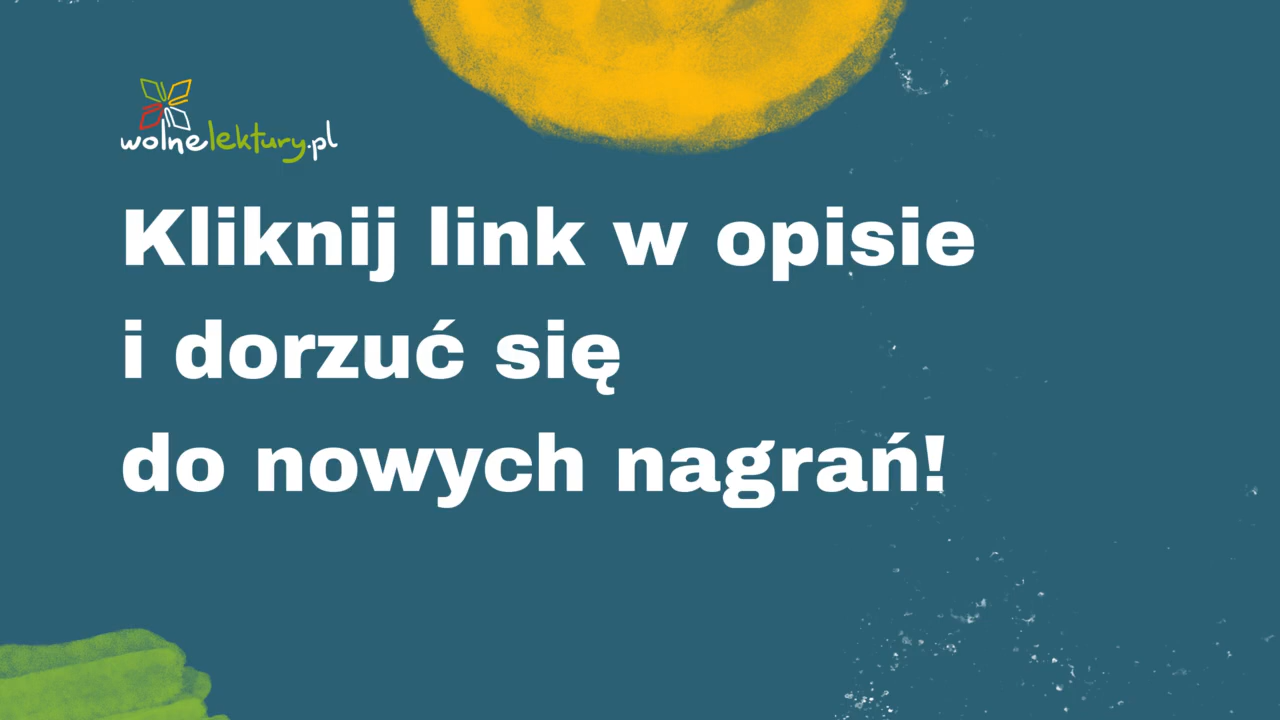 wolnelektury.pl
Kliknij link w opisie
i dorzuć się
do nowych nagrań!